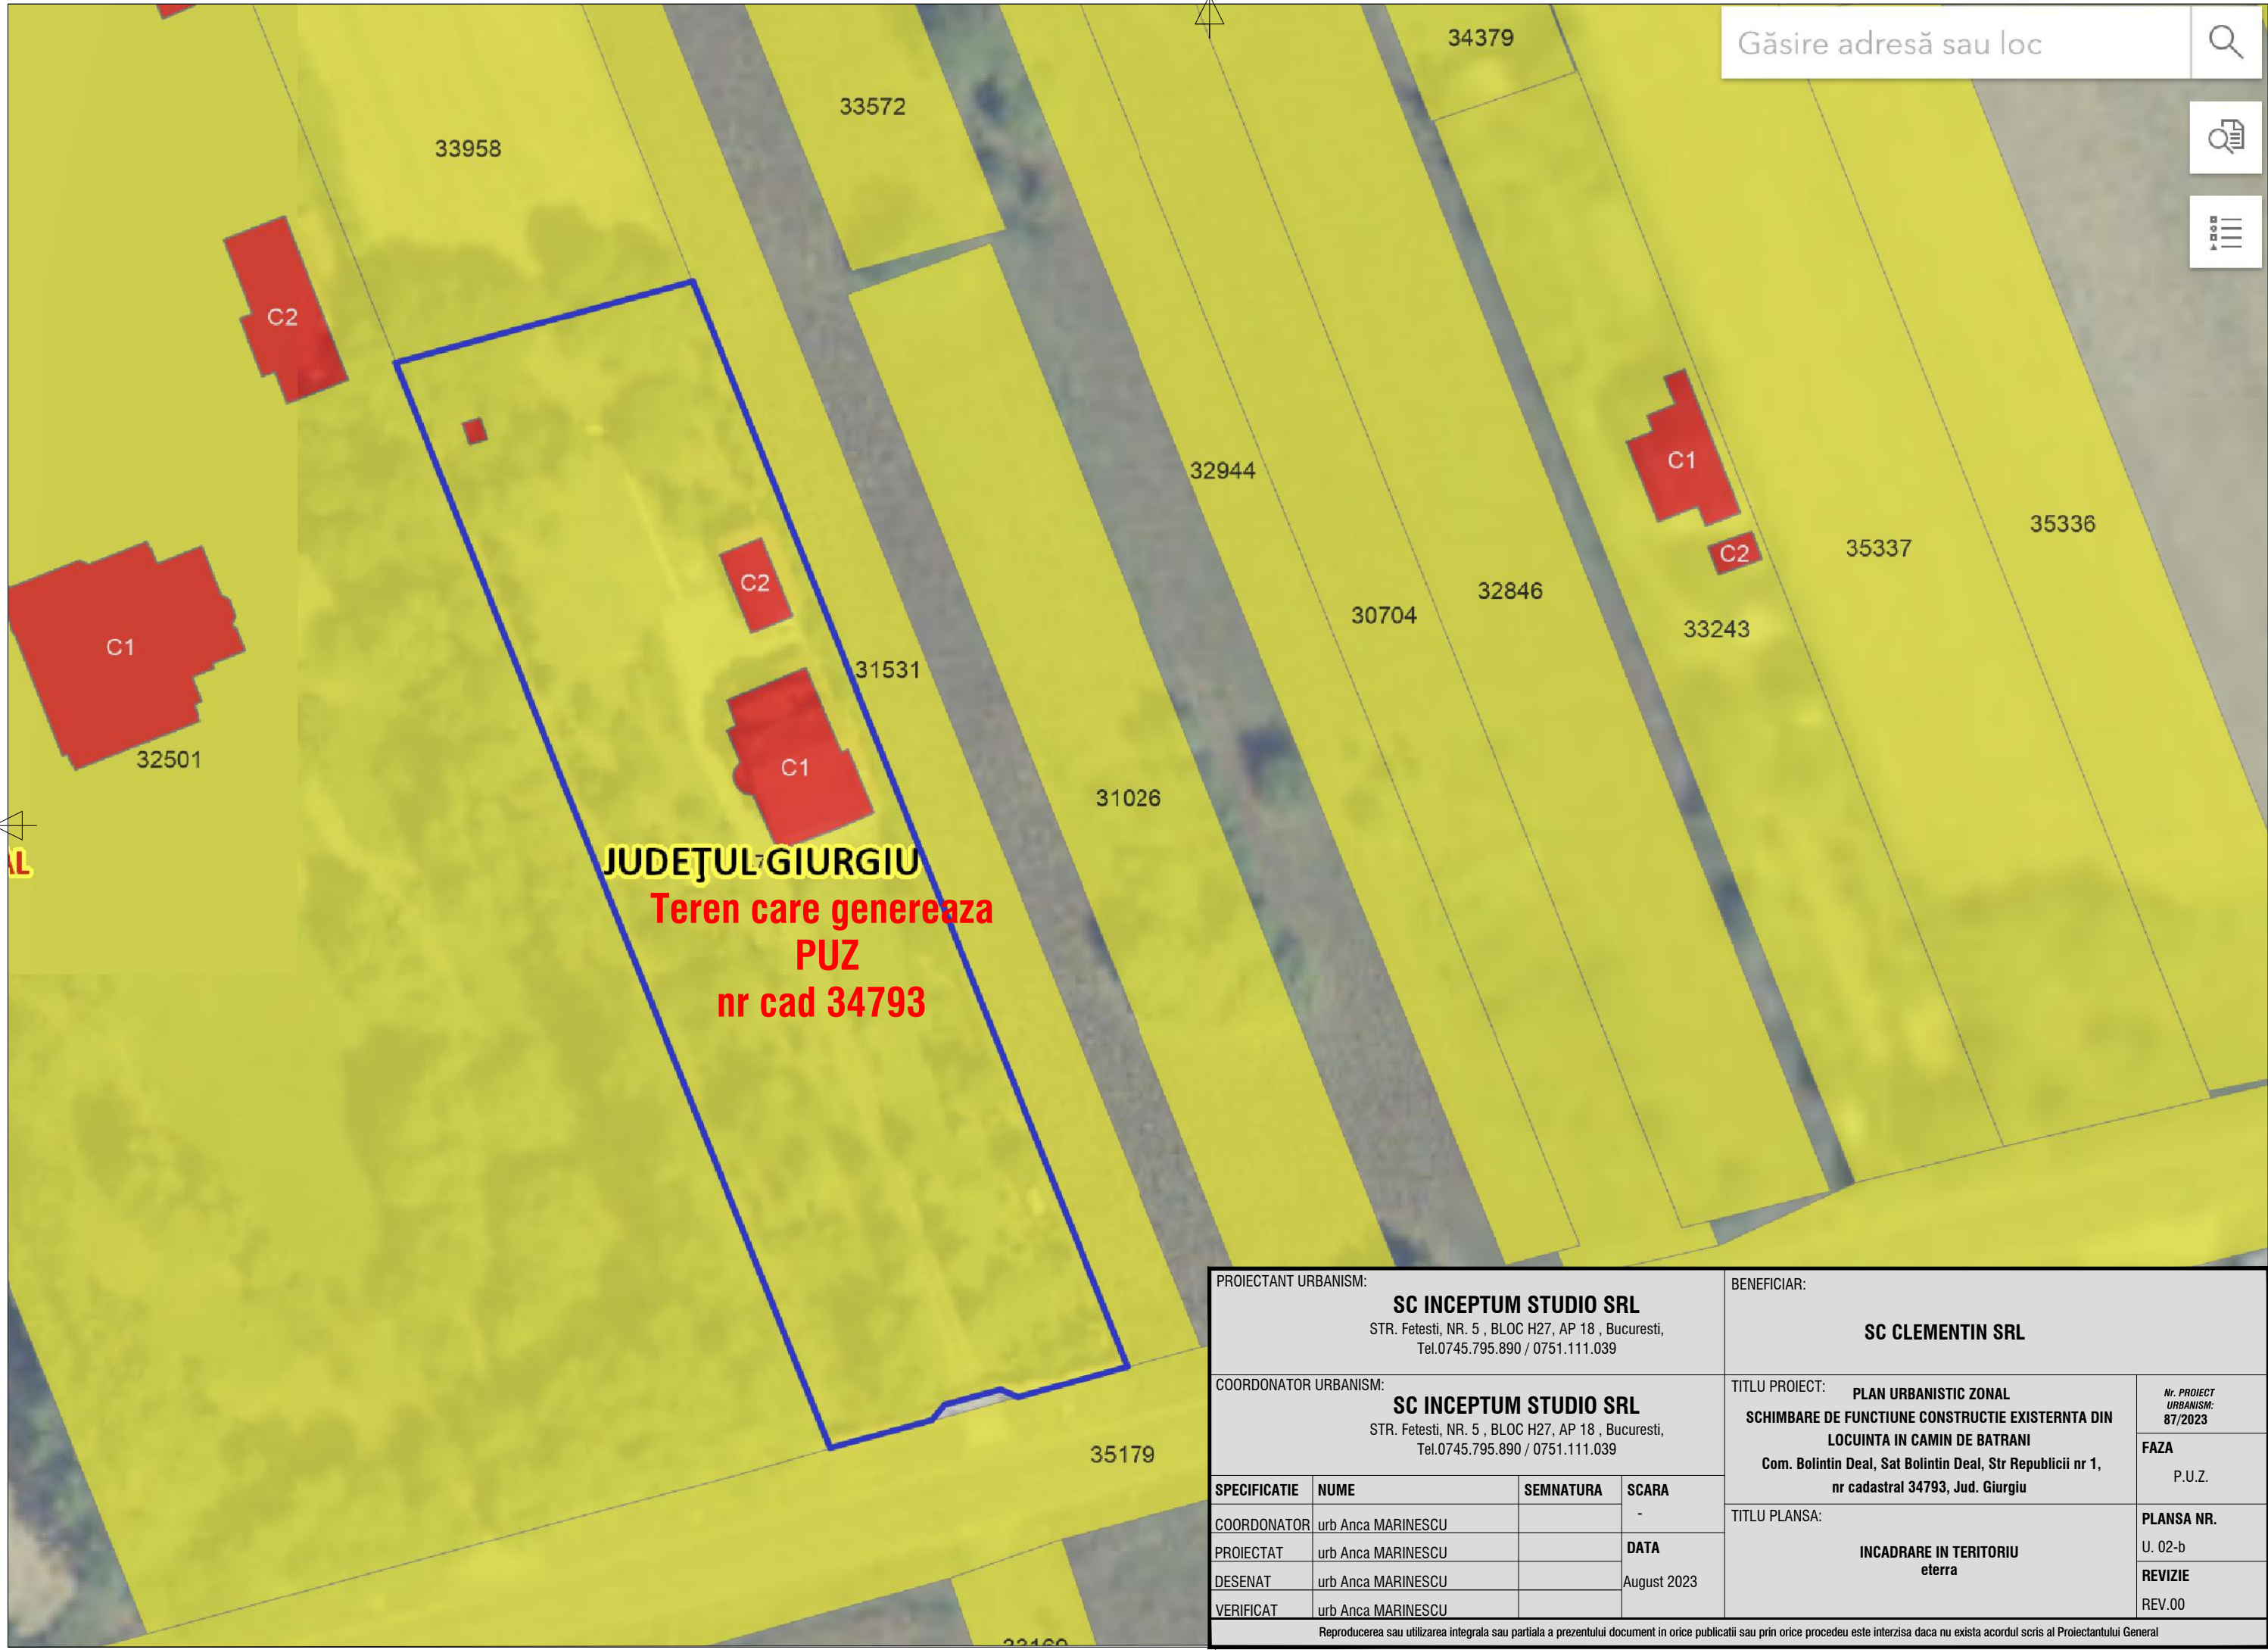 34379
Găsire adresă sau loc
33572
33958
C2
32944
C1
35336
35337
C2
C2
32846
30704
33243
C1
31531
32501
C1
31026
JUDEŢUL GIURGIU
AL
Teren care genereaza
PUZ
nr cad 34793
35179
33169
PROIECTANT URBANISM:
SC INCEPTUM STUDIO SRL
STR. Fetesti, NR. 5 , BLOC H27, AP 18 , Bucuresti,
Tel.0745.795.890 / 0751.111.039
BENEFICIAR:
SC CLEMENTIN SRL
COORDONATOR URBANISM:
SC INCEPTUM STUDIO SRL
STR. Fetesti, NR. 5 , BLOC H27, AP 18 , Bucuresti,
Tel.0745.795.890 / 0751.111.039
TITLU PROIECT: PLAN URBANISTIC ZONAL
SCHIMBARE DE FUNCTIUNE CONSTRUCTIE EXISTERNTA DIN
LOCUINTA IN CAMIN DE BATRANI
Com. Bolintin Deal, Sat Bolintin Deal, Str Republicii nr 1,
nr cadastral 34793, Jud. Giurgiu
Nr. PROIECT
URBANISM:
87/2023
FAZA
P.U.Z.
SPECIFICATIE NUME SEMNATURA SCARA
-
COORDONATOR urb Anca MARINESCU
PROIECTAT urb Anca MARINESCU
DATA
DESENAT urb Anca MARINESCU
August 2023
VERIFICAT urb Anca MARINESCU
TITLU PLANSA:
INCADRARE IN TERITORIU
eterra
PLANSA NR.
U. 02-b
REVIZIE
REV.00
Reproducerea sau utilizarea integrala sau partiala a prezentului document in orice publicatii sau prin orice procedeu este interzisa daca nu exista acordul scris al Proiectantului General